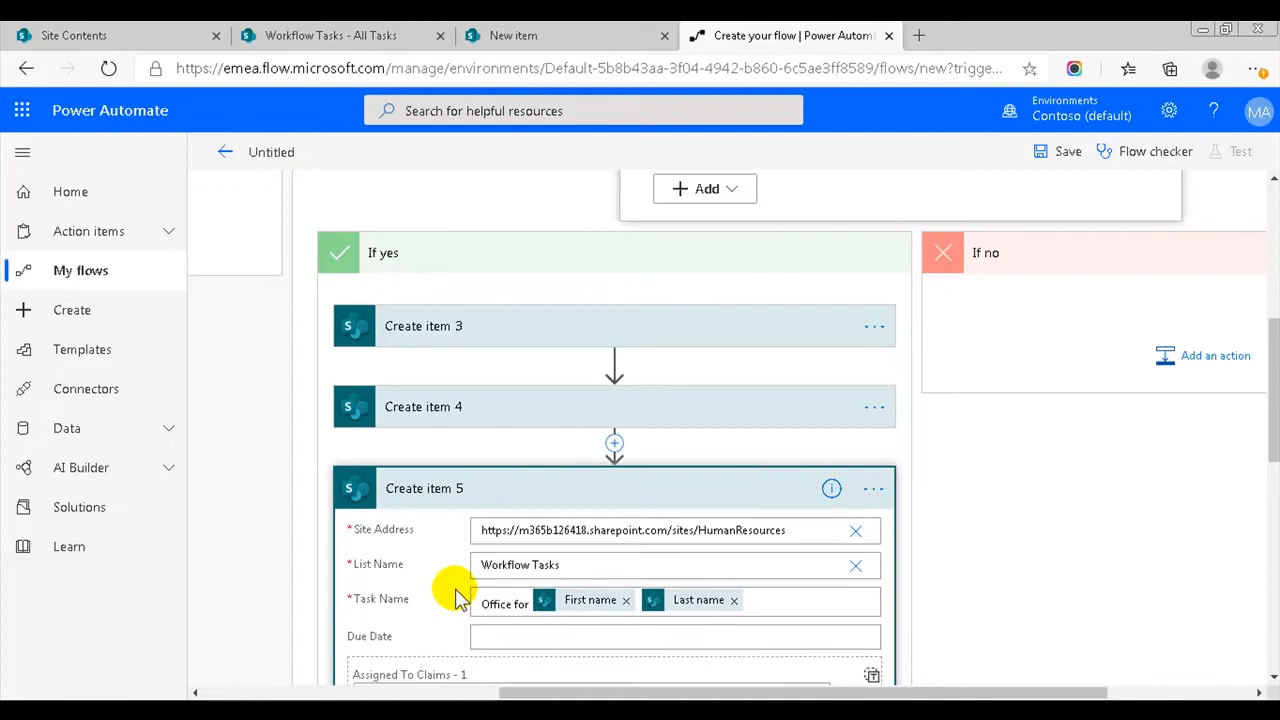 Site Contents
Workflow Tasks - All Tasks
New item
Create your flow | Power Autom
https://emea.flow.microsoft.com/manage/environments/Default-5b8b43aa-3f04-4942-b860-6c5ae3ff8589/flows/new?trigge...
Power Automate
Search for helpful resources
Environments
Contoso (default)
?
MA
Untitled
Save
Flow checker
Test
Home
Action items
My flows
Create
Templates
Connectors
Data
AI Builder
Solutions
Learn
+ Add
If yes
If no
Create item 3
Create item 4
Add an action
Create item 5
* Site Address
https://m365b126418.sharepoint.com/sites/HumanResources
* List Name
Workflow Tasks
* Task Name
Office for First name Last name
Due Date
Assigned To Claims - 1